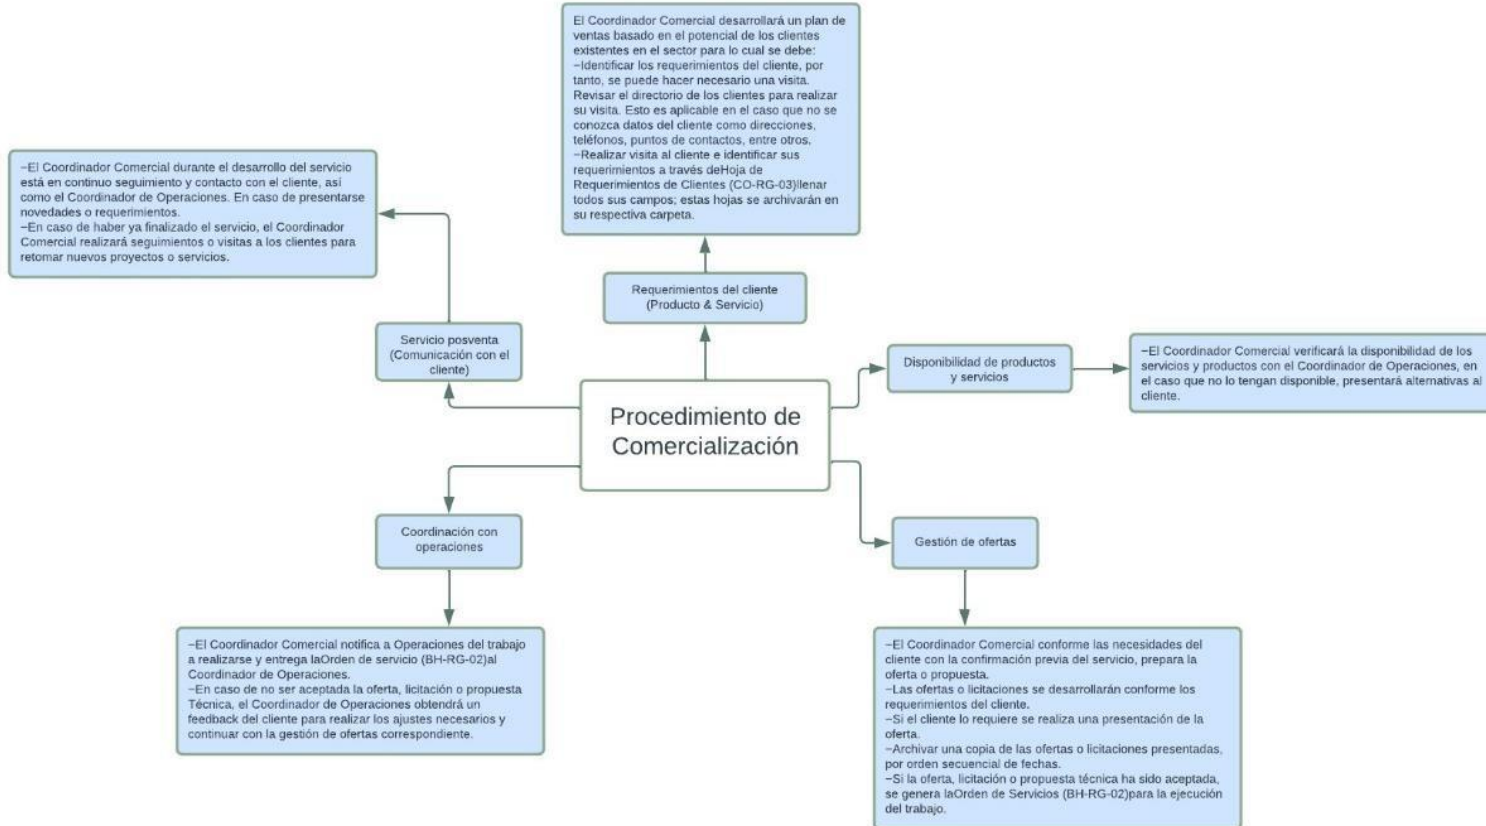 El Coordinador Comercial desarrollará un plan de
ventas basado en el potencial de los clientes
existentes en el sector para lo cual se debe:
−Identificar los requerimientos del cliente, por
tanto, se puede hacer necesario una visita.
Revisar el directorio de los clientes para realizar
su visita. Esto es aplicable en el caso que no se
conozca datos del cliente como direcciones,
teléfonos, puntos de contactos, entre otros.
−Realizar visita al cliente e identificar sus
requerimientos a través deHoja de
Requerimientos de Clientes (CO-RG-03)llenar
todos sus campos; estas hojas se archivarán en
su respectiva carpeta.
−El Coordinador Comercial durante el desarrollo del servicio
está en continuo seguimiento y contacto con el cliente, así
como el Coordinador de Operaciones. En caso de presentarse
novedades o requerimientos.
−En caso de haber ya finalizado el servicio, el Coordinador
Comercial realizará seguimientos o visitas a los clientes para
retomar nuevos proyectos o servicios.
Requerimientos del cliente
(Producto & Servicio)
Servicio posventa
(Comunicación con el
cliente)
Disponibilidad de productos
y servicios
−El Coordinador Comercial verificará la disponibilidad de los
servicios y productos con el Coordinador de Operaciones, en
el caso que no lo tengan disponible, presentará alternativas al
cliente.
Procedimiento de
Comercialización
Coordinación con
operaciones
Gestión de ofertas
−El Coordinador Comercial notifica a Operaciones del trabajo
a realizarse y entrega laOrden de servicio (BH-RG-02)al
Coordinador de Operaciones.
−En caso de no ser aceptada la oferta, licitación o propuesta
Técnica, el Coordinador de Operaciones obtendrá un
feedback del cliente para realizar los ajustes necesarios y
continuar con la gestión de ofertas correspondiente.
−El Coordinador Comercial conforme las necesidades del
cliente con la confirmación previa del servicio, prepara la
oferta o propuesta.
−Las ofertas o licitaciones se desarrollarán conforme los
requerimientos del cliente.
−Si el cliente lo requiere se realiza una presentación de la
oferta.
−Archivar una copia de las ofertas o licitaciones presentadas,
por orden secuencial de fechas.
−Si la oferta, licitación o propuesta técnica ha sido aceptada,
se genera laOrden de Servicios (BH-RG-02)para la ejecución
del trabajo.